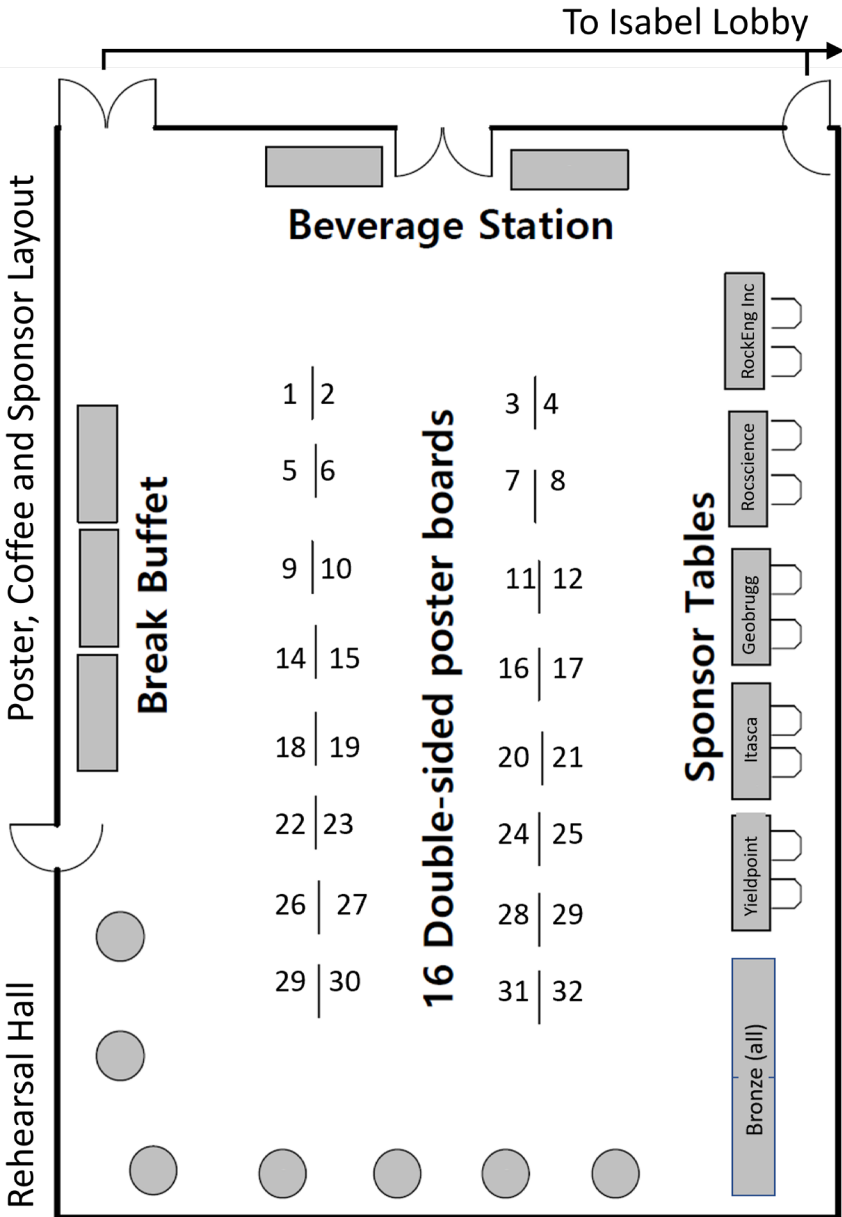 To Isabel Lobby
Poster, Coffee and Sponsor Layout
Rehearsal Hall
Beverage Station
Break Buffet
16 Double-sided poster boards
Sponsor Tables
1 2 3 4
5 6 7 8
9 10 11 12
14 15 16 17
18 19 20 21
22 23 24 25
26 27 28 29
29 30 31 32
RockEng Inc
Rocscience
Geobrugg
Itasca
Yieldpoint
Bronze (all)